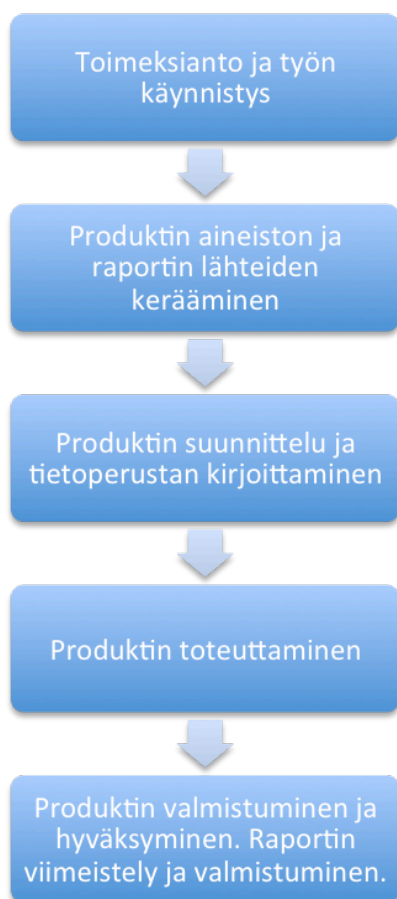 Toimeksianto ja työn
käynnistys
Produktin aineiston ja
raportin lähteiden
kerääminen
Produktin suunnittelu ja
tietoperustan kirjoittaminen
Produktin toteuttaminen
Produktin valmistuminen ja
hyväksyminen. Raportin
viimeistely ja valmistuminen.